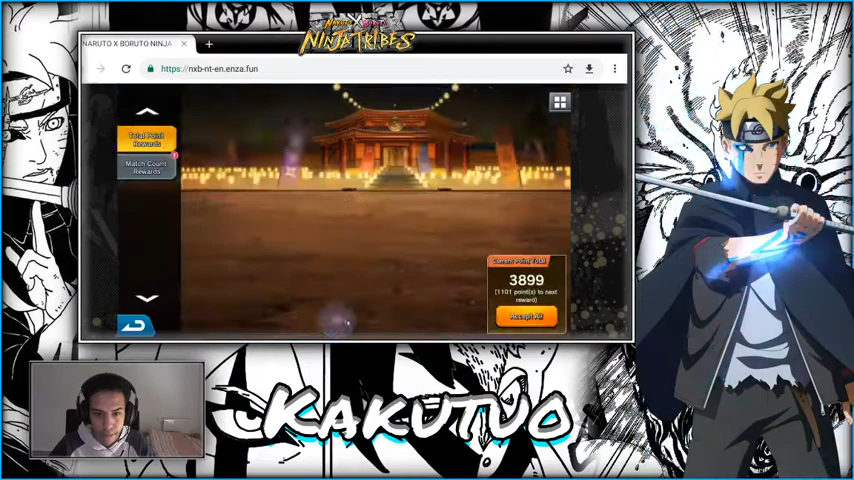 NARUTO X BORUTO
NINJA TRIBES
NARUTO X BORUTO NINJA
https://nxb-nt-en.enza.fun
Total Point
Rewards
Match Count
Rewards
Current Point Total
3899
(1101 point(s) to next
reward)
Accept All
KAKUTUO